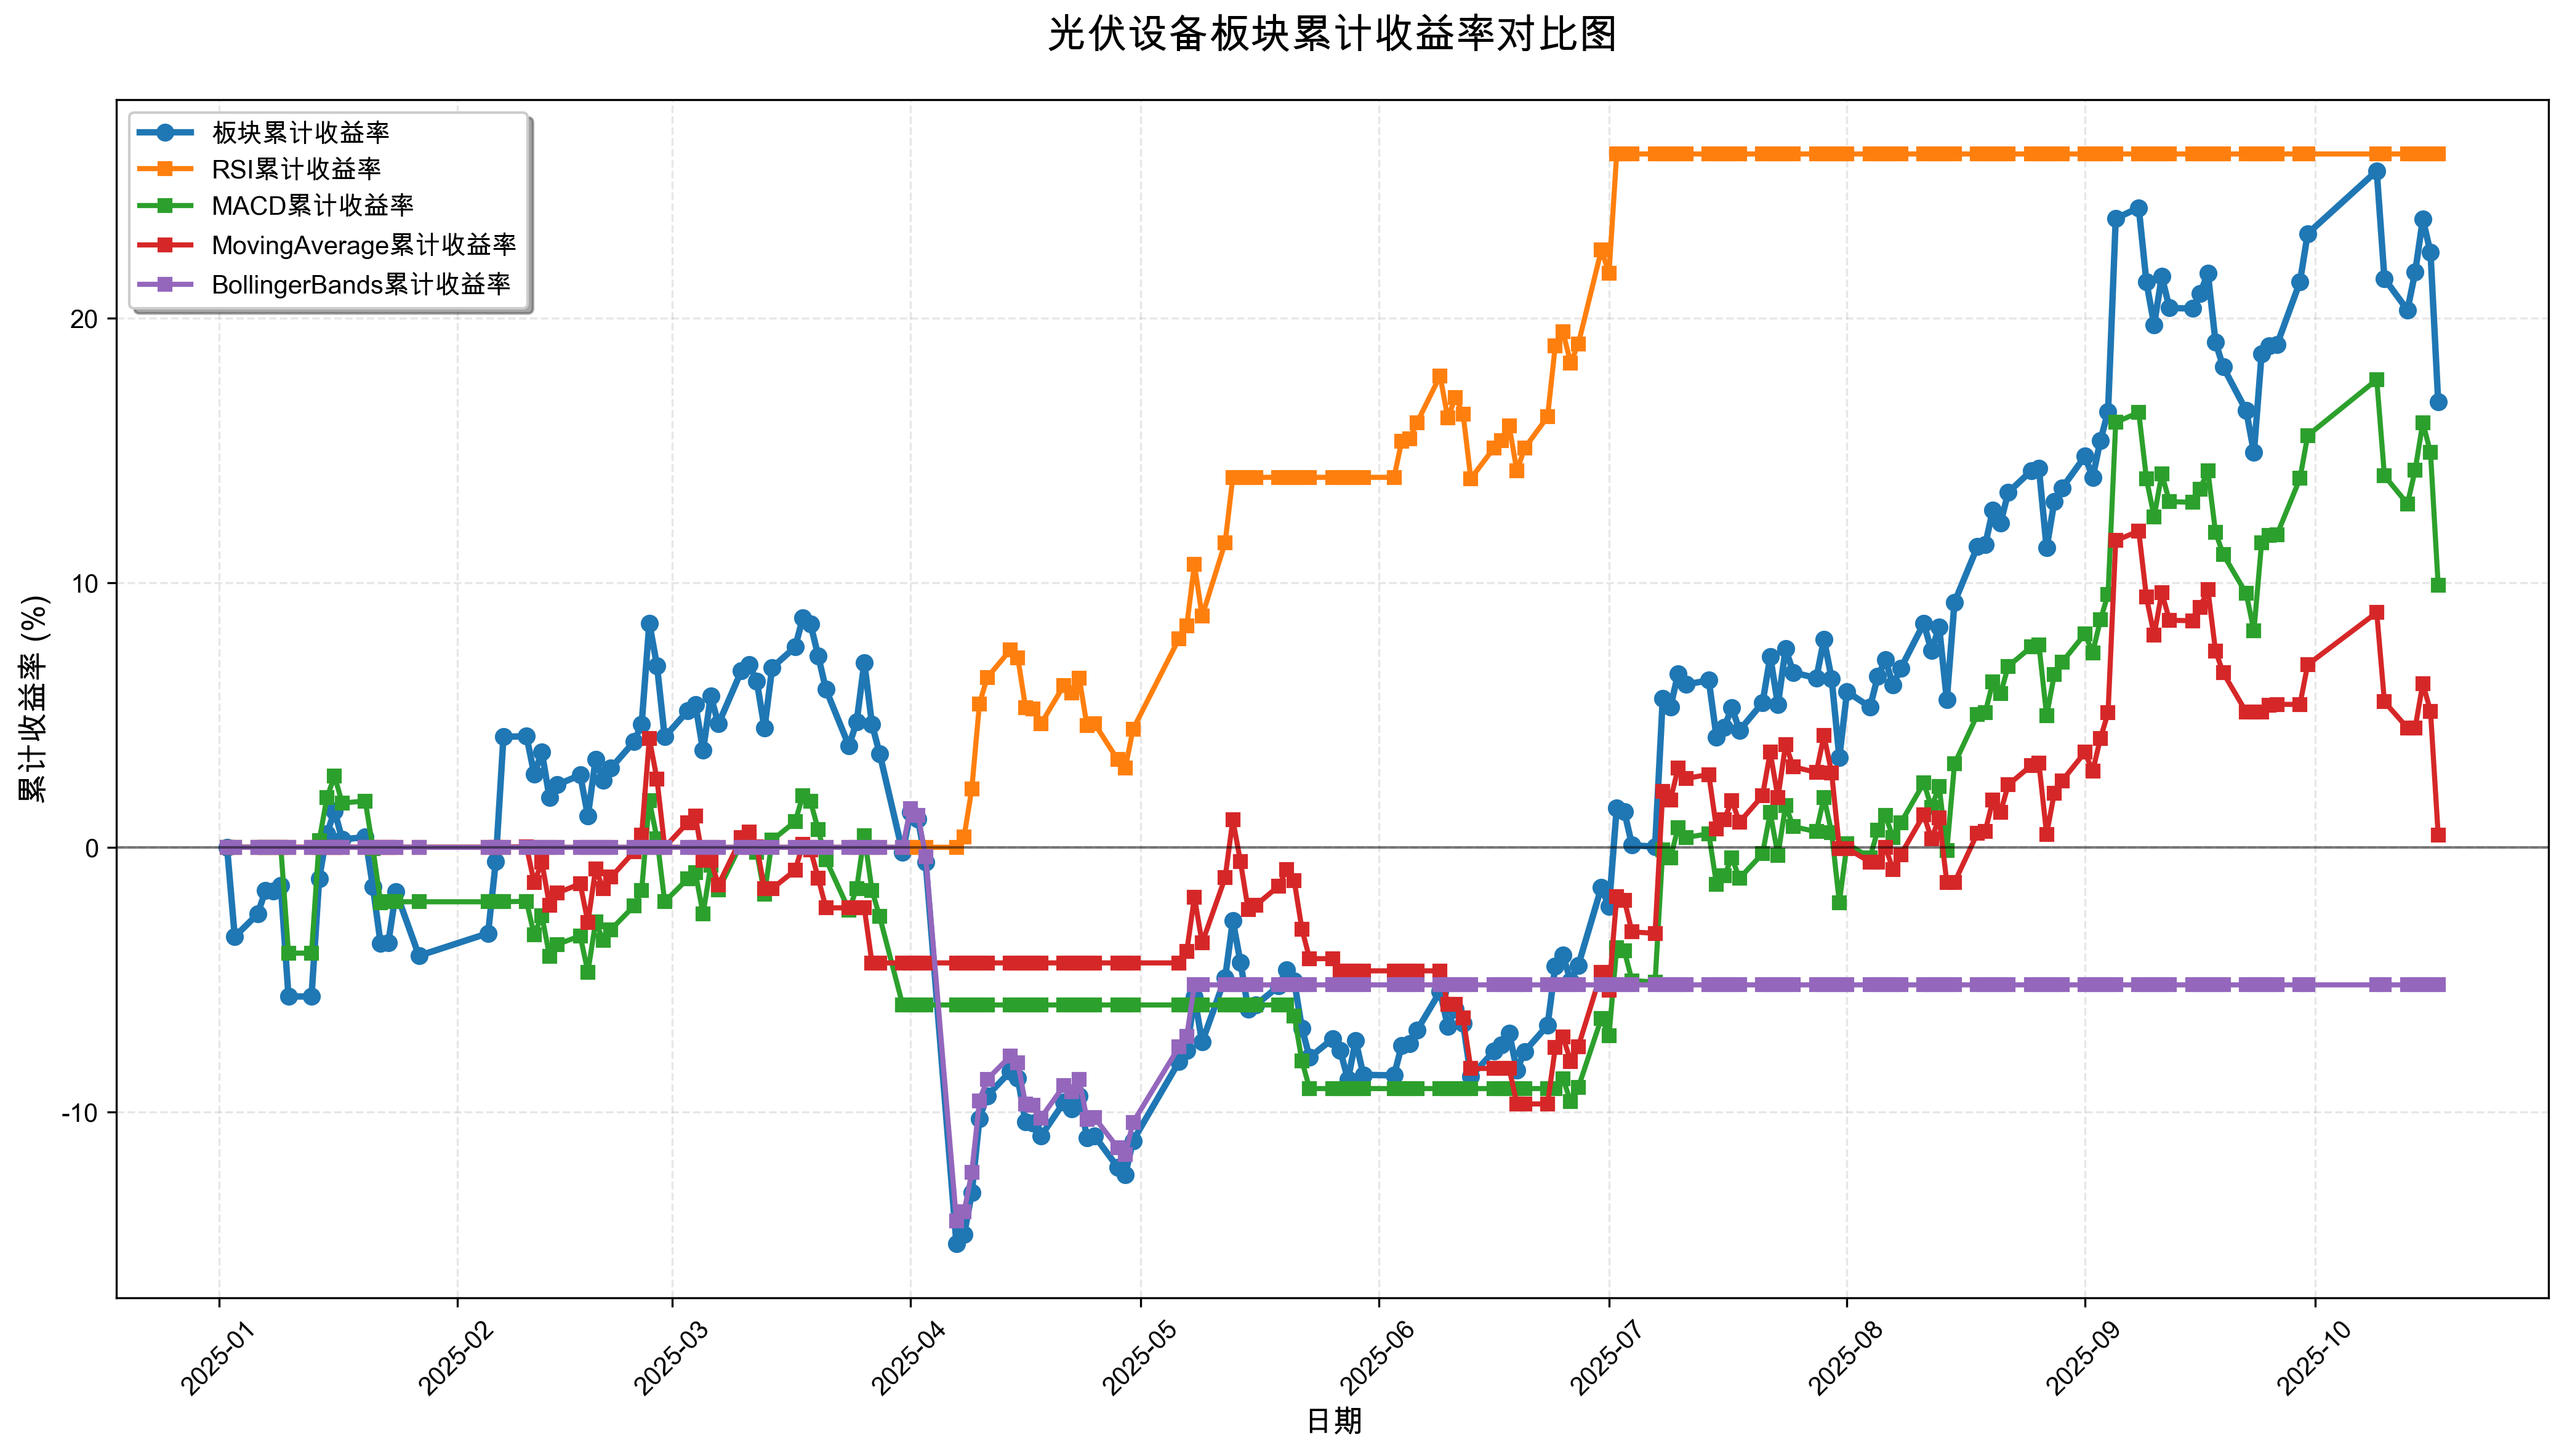 光伏设备板块累计收益率对比图
板块累计收益率
RSI累计收益率
MACD累计收益率
MovingAverage累计收益率
BollingerBands累计收益率
累计收益率 (%)
20
10
0
-10
2025-01
2025-02
2025-03
2025-04
2025-05
2025-06
2025-07
2025-08
2025-09
2025-10
日期